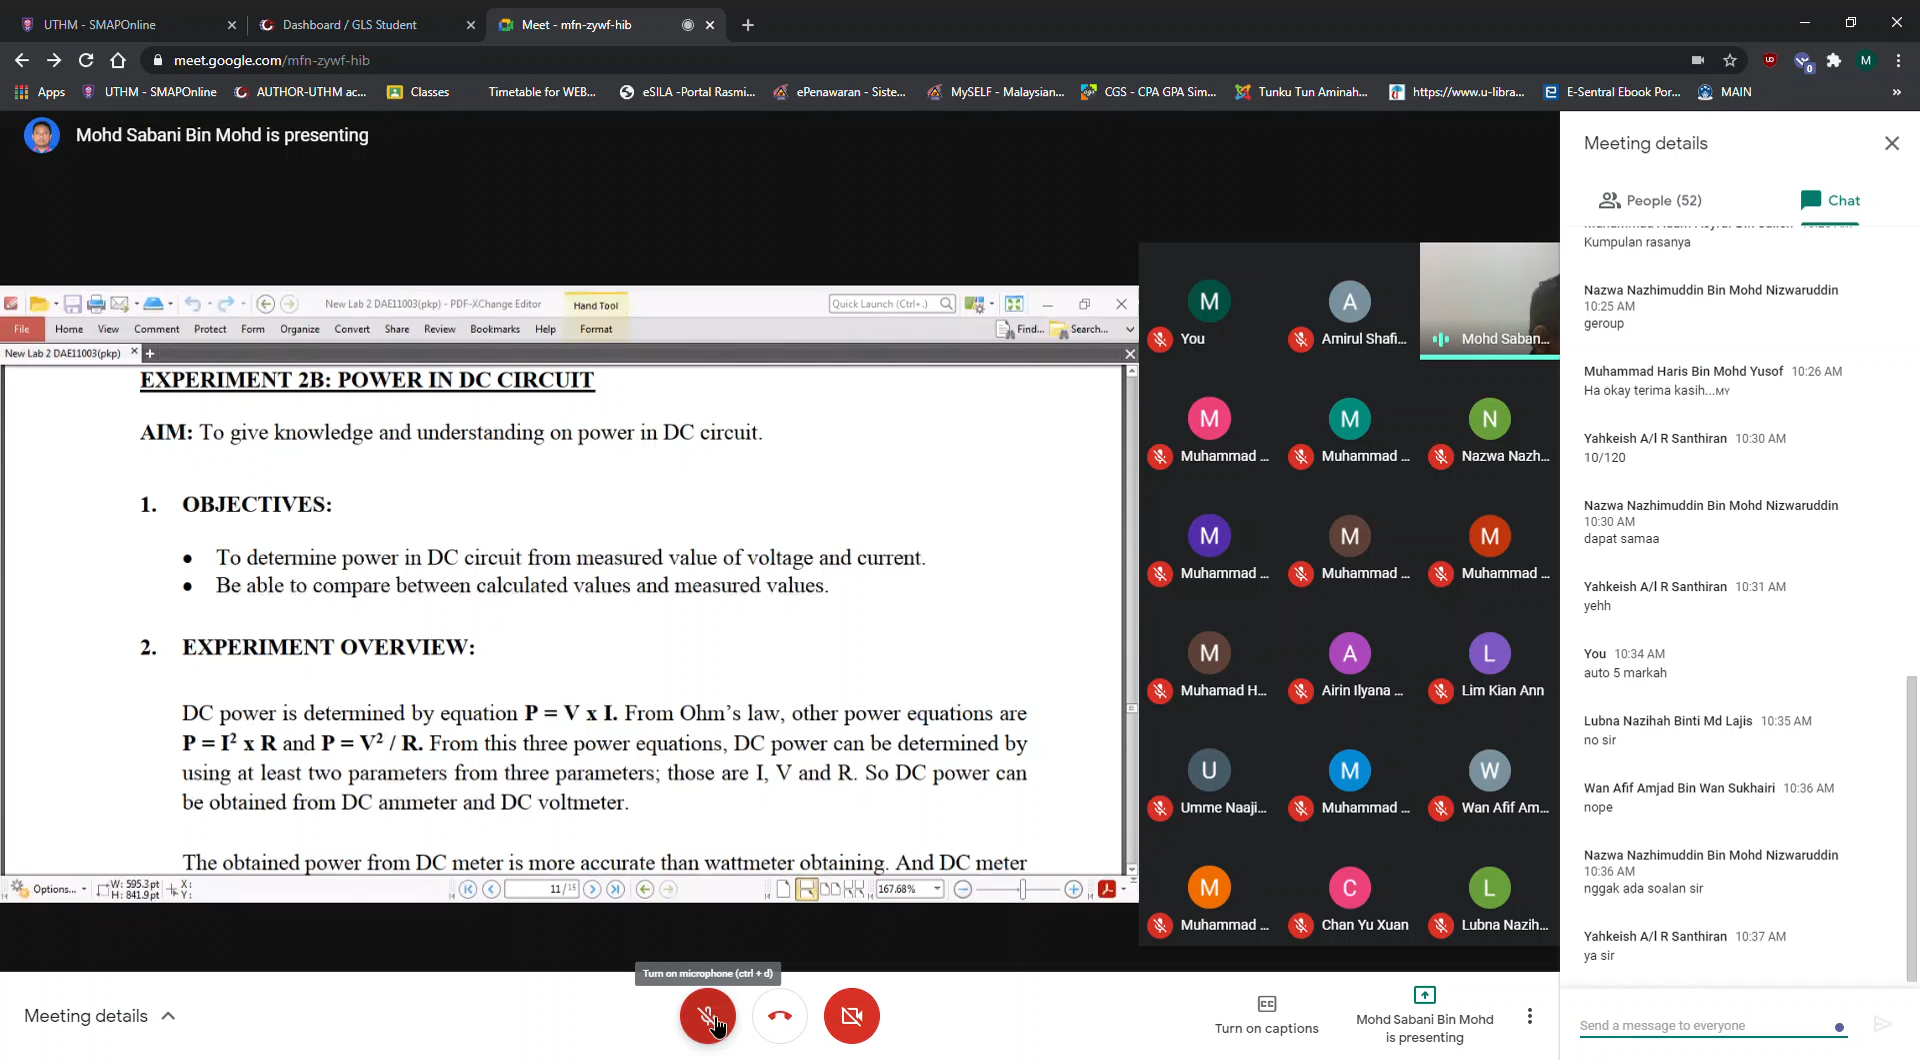 UTHM - SMAPOnline
Dashboard / GLS Student
Meet - mfn-zywf-hib
meet.google.com/mfn-zywf-hib
UD
0
M
Apps
UTHM - SMAPOnline
AUTHOR-UTHM ac...
Classes
Timetable for WEB...
eSILA -Portal Rasmi...
ePenawaran - Siste...
MySELF - Malaysian...
CGS - CPA GPA Sim...
Tunku Tun Aminah...
https://www.u-libra...
E-Sentral Ebook Por...
MAIN
Mohd Sabani Bin Mohd is presenting
New Lab 2 DAE11003(pkp) - PDF-XChange Editor
Hand Tool
Quick Launch (Ctrl+.)
File
Home
View
Comment
Protect
Form
Organize
Convert
Share
Review
Bookmarks
Help
Format
Find...
Search...
New Lab 2 DAE11003(pkp)
EXPERIMENT 2B: POWER IN DC CIRCUIT
AIM: To give knowledge and understanding on power in DC circuit.
1. OBJECTIVES:
• To determine power in DC circuit from measured value of voltage and current.
• Be able to compare between calculated values and measured values.
2. EXPERIMENT OVERVIEW:
DC power is determined by equation P = V x I. From Ohm's law, other power equations are
P = I² x R and P = V² / R. From this three power equations, DC power can be determined by
using at least two parameters from three parameters; those are I, V and R. So DC power can
be obtained from DC ammeter and DC voltmeter.
The obtained power from DC meter is more accurate than wattmeter obtaining. And DC meter
Options...
W: 595.3pt
H: 841.9pt
X:
Y:
11/15
167.68%
M
You
A
Amirul Shafi...
Mohd Saban...
M
Muhammad ...
M
Muhammad ...
N
Nazwa Nazh...
M
Muhammad ...
M
Muhammad ...
M
Muhammad ...
M
Muhamad H...
A
Airin Ilyana ...
L
Lim Kian Ann
U
Umme Naaji...
M
Muhammad ...
W
Wan Afif Am...
M
Muhammad ...
C
Chan Yu Xuan
L
Lubna Nazih...
Meeting details
People (52)
Chat
Kumpulan rasanya
Nazwa Nazhimuddin Bin Mohd Nizwaruddin
10:25 AM
geroup
Muhammad Haris Bin Mohd Yusof 10:26 AM
Ha okay terima kasih...MY
Yahkeish A/l R Santhiran 10:30 AM
10/120
Nazwa Nazhimuddin Bin Mohd Nizwaruddin
10:30 AM
dapat samaa
Yahkeish A/l R Santhiran 10:31 AM
yehh
You 10:34 AM
auto 5 markah
Lubna Nazihah Binti Md Lajis 10:35 AM
no sir
Wan Afif Amjad Bin Wan Sukhairi 10:36 AM
nope
Nazwa Nazhimuddin Bin Mohd Nizwaruddin
10:36 AM
nggak ada soalan sir
Yahkeish A/l R Santhiran 10:37 AM
ya sir
Send a message to everyone
Turn on microphone (ctrl + d)
Meeting details
Turn on captions
Mohd Sabani Bin Mohd
is presenting